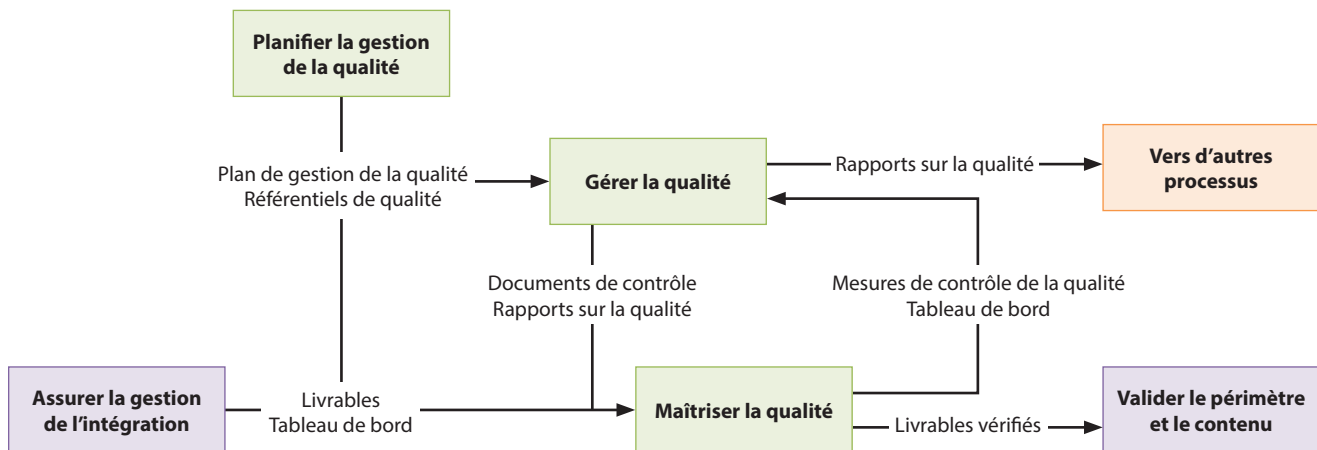 Planifier la gestion
de la qualité
Plan de gestion de la qualité
Référentiels de qualité
Gérer la qualité
Rapports sur la qualité
Vers d’autres
processus
Documents de contrôle
Rapports sur la qualité
Mesures de contrôle de la qualité
Tableau de bord
Assurer la gestion
de l’intégration
Livrables
Tableau de bord
Maîtriser la qualité
Livrables vérifiés
Valider le périmètre
et le contenu